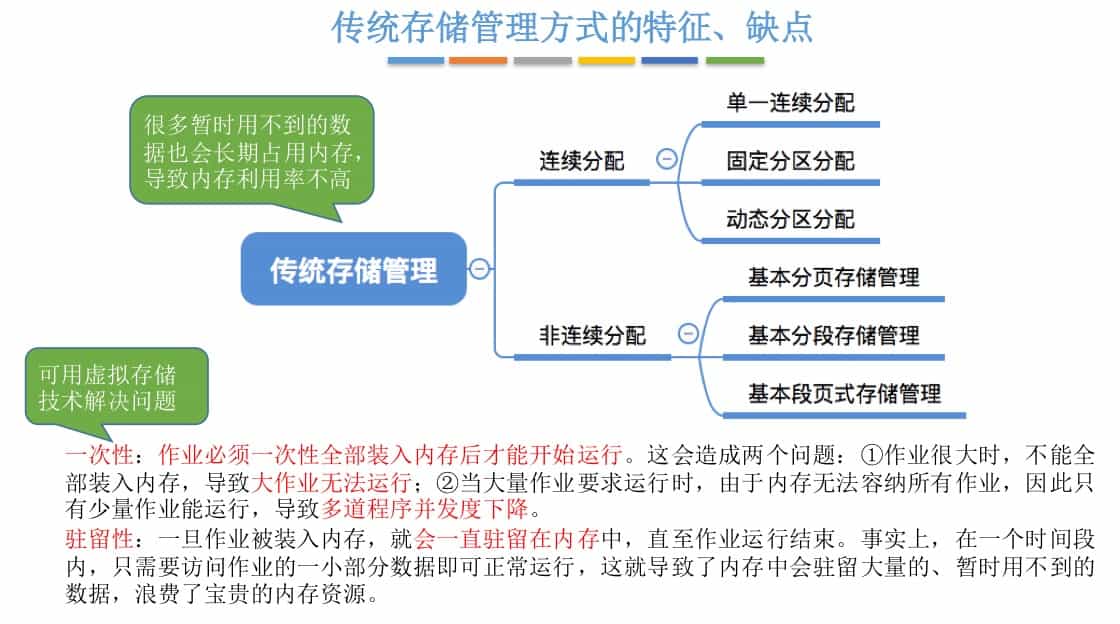 传统存储管理方式的特征、缺点
很多暂时用不到的数
据也会长期占用内存，
导致内存利用率不高
传统存储管理
连续分配
单一连续分配
固定分区分配
动态分区分配
非连续分配
基本分页存储管理
基本分段存储管理
基本段页式存储管理
可用虚拟存储
技术解决问题
一次性：作业必须一次性全部装入内存后才能开始运行。这会造成两个问题：①作业很大时，不能全
部装入内存，导致大作业无法运行；②当大量作业要求运行时，由于内存无法容纳所有作业，因此只
有少量作业能运行，导致多道程序并发度下降。
驻留性：一旦作业被装入内存，就会一直驻留在内存中，直至作业运行结束。事实上，在一个时间段
内，只需要访问作业的一小部分数据即可正常运行，这就导致了内存中会驻留大量的、暂时用不到的
数据，浪费了宝贵的内存资源。